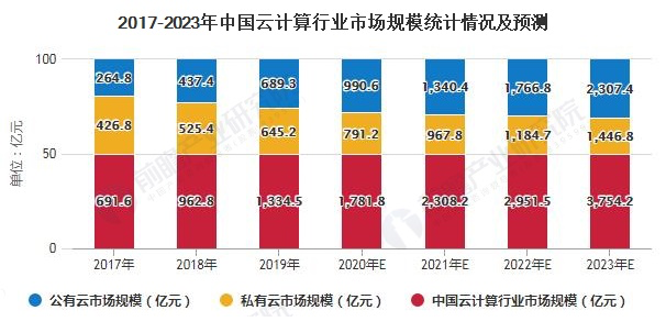 2017-2023年中国云计算行业市场规模统计情况及预测
单位：亿元
100
50
0
264.8 437.4 689.3 990.6 1,340.4 1,766.8 2,307.4
426.8 525.4 645.2 791.2 967.8 1,184.7 1,446.8
691.6 962.8 1,334.5 1,781.8 2,308.2 2,951.5 3,754.2
2017年 2018年 2019年 2020年E 2021年E 2022年E 2023年E
公有云市场规模（亿元） 私有云市场规模（亿元） 中国云计算行业市场规模（亿元）
前瞻产业研究院